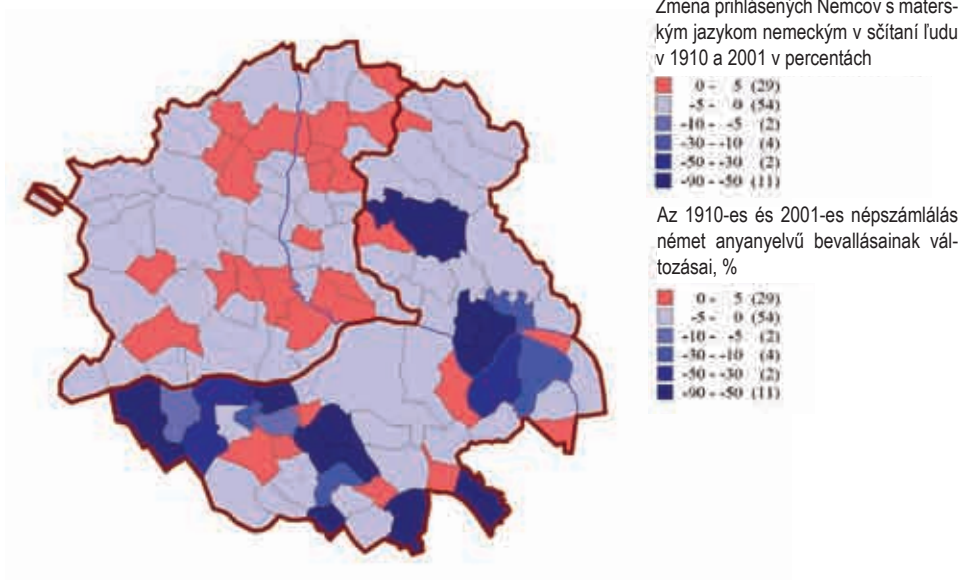 Zmena prihlásených Nemcov s maters-
kým jazykom nemeckým v sčítaní ľudu
v 1910 a 2001 v percentách
0 - 5 (29)
-5 - 0 (54)
-10 - -5 (2)
-30 - -10 (4)
-50 - -30 (2)
-90 - -50 (11)
Az 1910-es és 2001-es népszámlálás
német anyanyelvű bevallásainak vál-
tozásai, %
0 - 5 (29)
-5 - 0 (54)
-10 - -5 (2)
-30 - -10 (4)
-50 - -30 (2)
-90 - -50 (11)